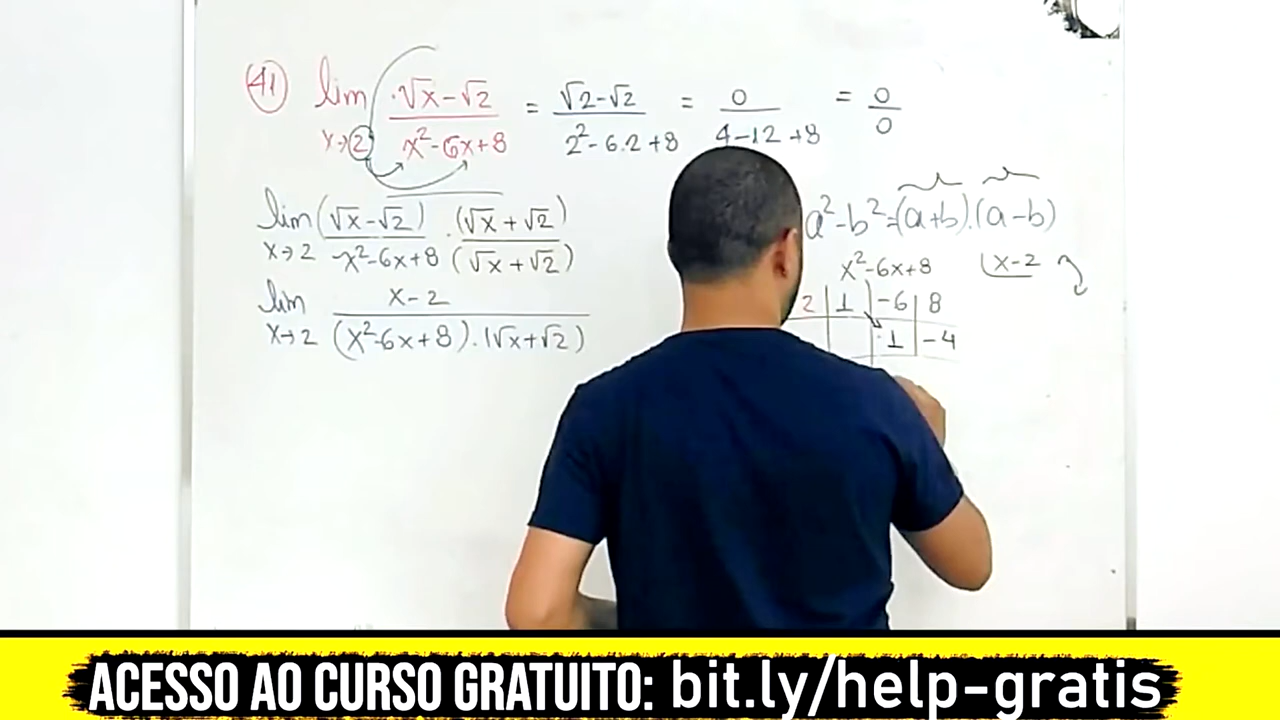 41) lim x→2 (√x-√2)/(x²-6x+8) = (√2-√2)/(2²-6.2+8) = 0/(4-12+8) = 0/0
lim x→2 (√x-√2)/(x²-6x+8) . (√x+√2)/(√x+√2)
a²-b²=(a+b).(a-b)
lim x→2 (x-2)/((x²-6x+8).(√x+√2))
x²-6x+8 x-2
2 1 -6 8
1 -4
ACESSO AO CURSO GRATUITO: bit.ly/help-gratis